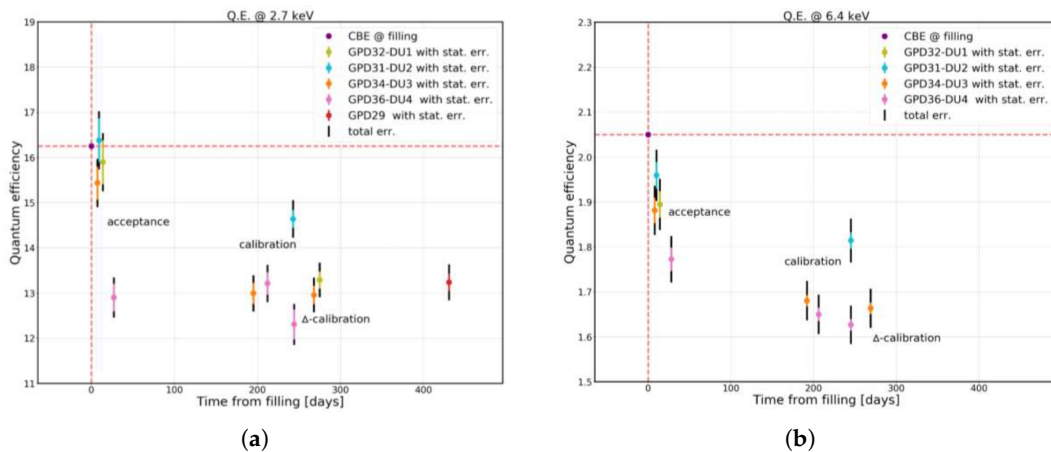 Q.E. @ 2.7 keV
19
18
17
16
15
14
13
12
11
Quantum efficiency
CBE @ filling
GPD32-DU1 with stat. err.
GPD31-DU2 with stat. err.
GPD34-DU3 with stat. err.
GPD36-DU4 with stat. err.
GPD29 with stat. err.
total err.
acceptance
calibration
Δ-calibration
0 100 200 300 400
Time from filling [days]
(a)
Q.E. @ 6.4 keV
2.3
2.2
2.1
2.0
1.9
1.8
1.7
1.6
1.5
Quantum efficiency
CBE @ filling
GPD32-DU1 with stat. err.
GPD31-DU2 with stat. err.
GPD34-DU3 with stat. err.
GPD36-DU4 with stat. err.
total err.
acceptance
calibration
Δ-calibration
0 100 200 300 400
Time from filling [days]
(b)